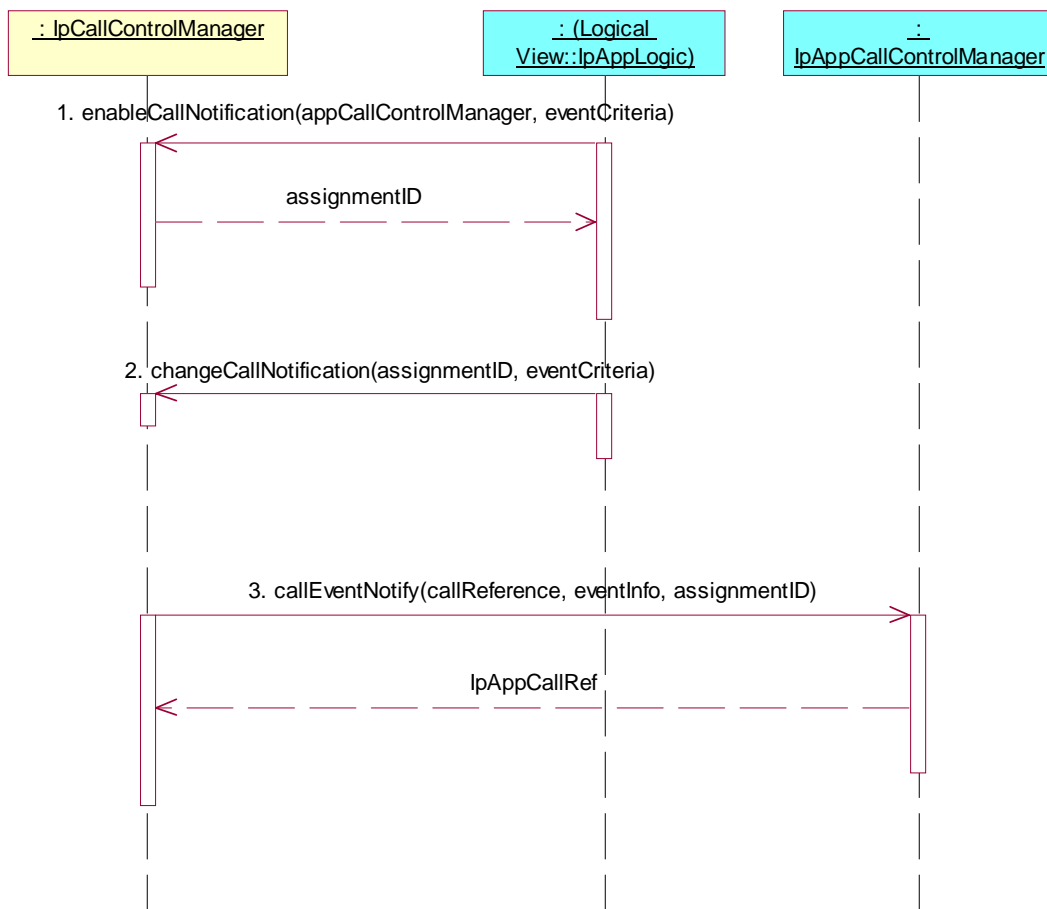 : IpCallControlManager
: (Logical
View::IpAppLogic)
:
IpAppCallControlManager
1. enableCallNotification(appCallControlManager, eventCriteria)
assignmentID
2. changeCallNotification(assignmentID, eventCriteria)
3. callEventNotify(callReference, eventInfo, assignmentID)
IpAppCallRef